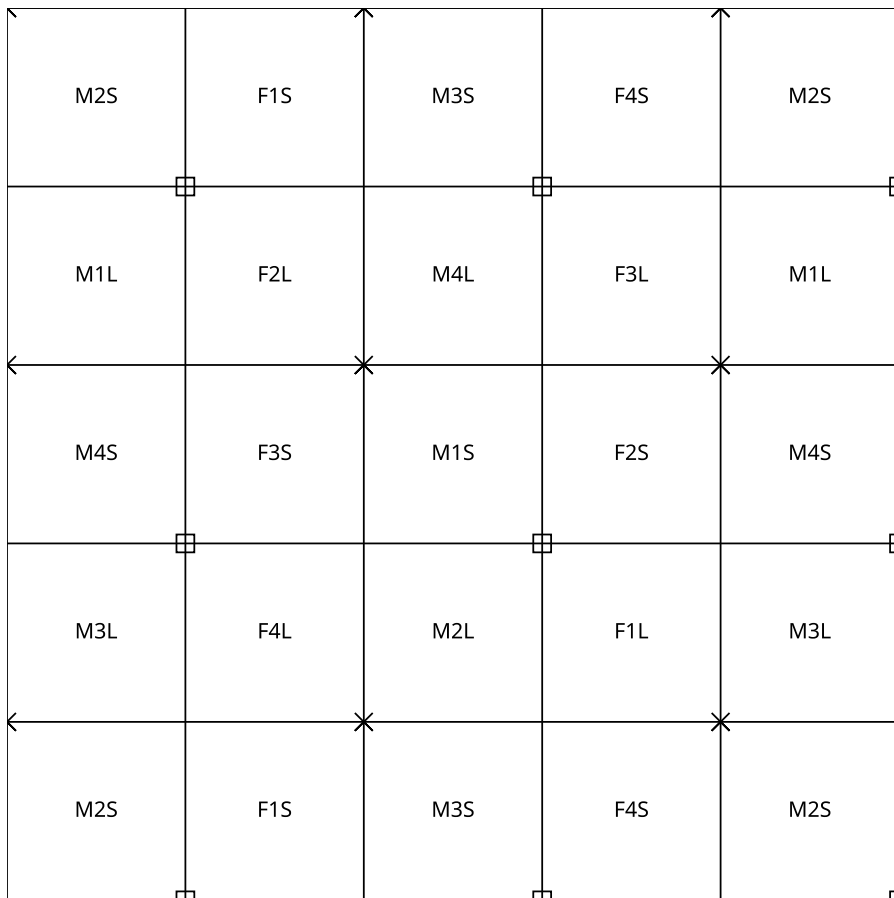 M2S F1S M3S F4S M2S
M1L F2L M4L F3L M1L
M4S F3S M1S F2S M4S
M3L F4L M2L F1L M3L
M2S F1S M3S F4S M2S